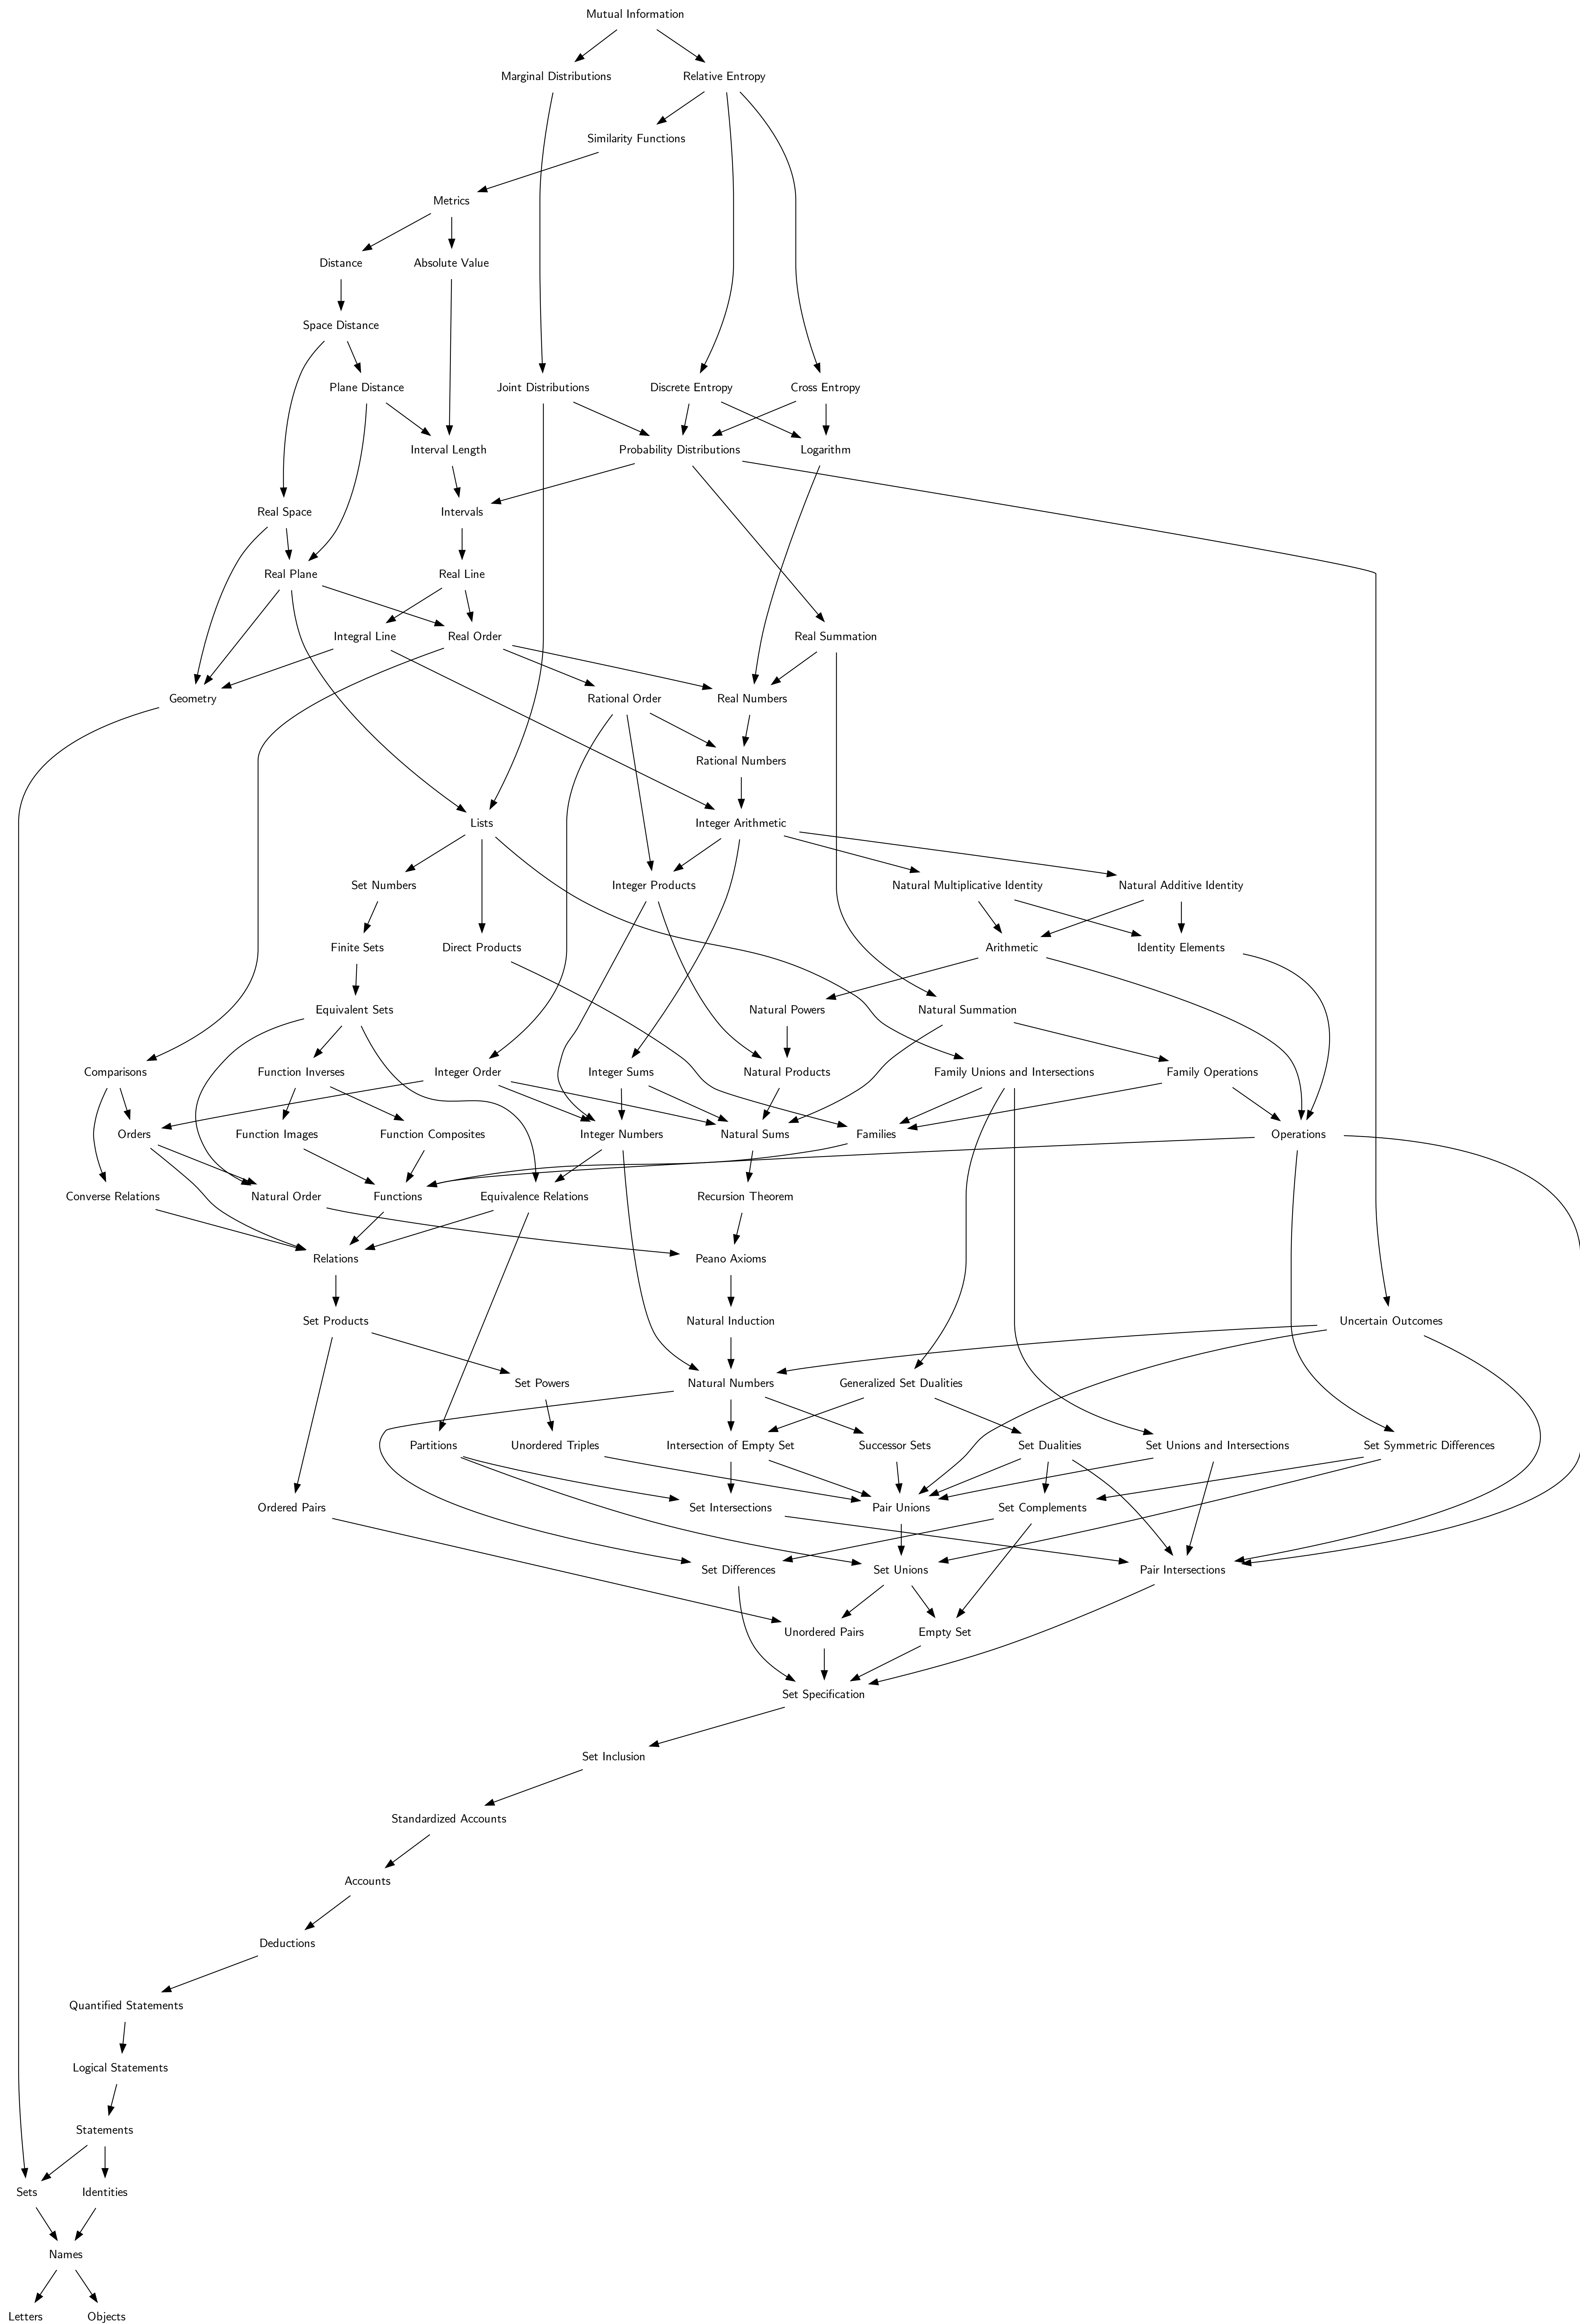 Mutual Information
Marginal Distributions
Relative Entropy
Similarity Functions
Metrics
Distance
Absolute Value
Space Distance
Plane Distance
Joint Distributions
Discrete Entropy
Cross Entropy
Interval Length
Probability Distributions
Logarithm
Real Space
Intervals
Real Plane
Real Line
Integral Line
Real Order
Real Summation
Geometry
Rational Order
Real Numbers
Rational Numbers
Lists
Integer Arithmetic
Set Numbers
Integer Products
Natural Multiplicative Identity
Natural Additive Identity
Finite Sets
Direct Products
Arithmetic
Identity Elements
Equivalent Sets
Natural Powers
Natural Summation
Comparisons
Function Inverses
Integer Order
Integer Sums
Natural Products
Family Unions and Intersections
Family Operations
Orders
Function Images
Function Composites
Integer Numbers
Natural Sums
Families
Operations
Converse Relations
Natural Order
Functions
Equivalence Relations
Recursion Theorem
Relations
Peano Axioms
Set Products
Natural Induction
Uncertain Outcomes
Set Powers
Natural Numbers
Generalized Set Dualities
Partitions
Unordered Triples
Intersection of Empty Set
Successor Sets
Set Dualities
Set Unions and Intersections
Set Symmetric Differences
Ordered Pairs
Set Intersections
Pair Unions
Set Complements
Set Differences
Set Unions
Pair Intersections
Unordered Pairs
Empty Set
Set Specification
Set Inclusion
Standardized Accounts
Accounts
Deductions
Quantified Statements
Logical Statements
Statements
Sets
Identities
Names
Letters
Objects